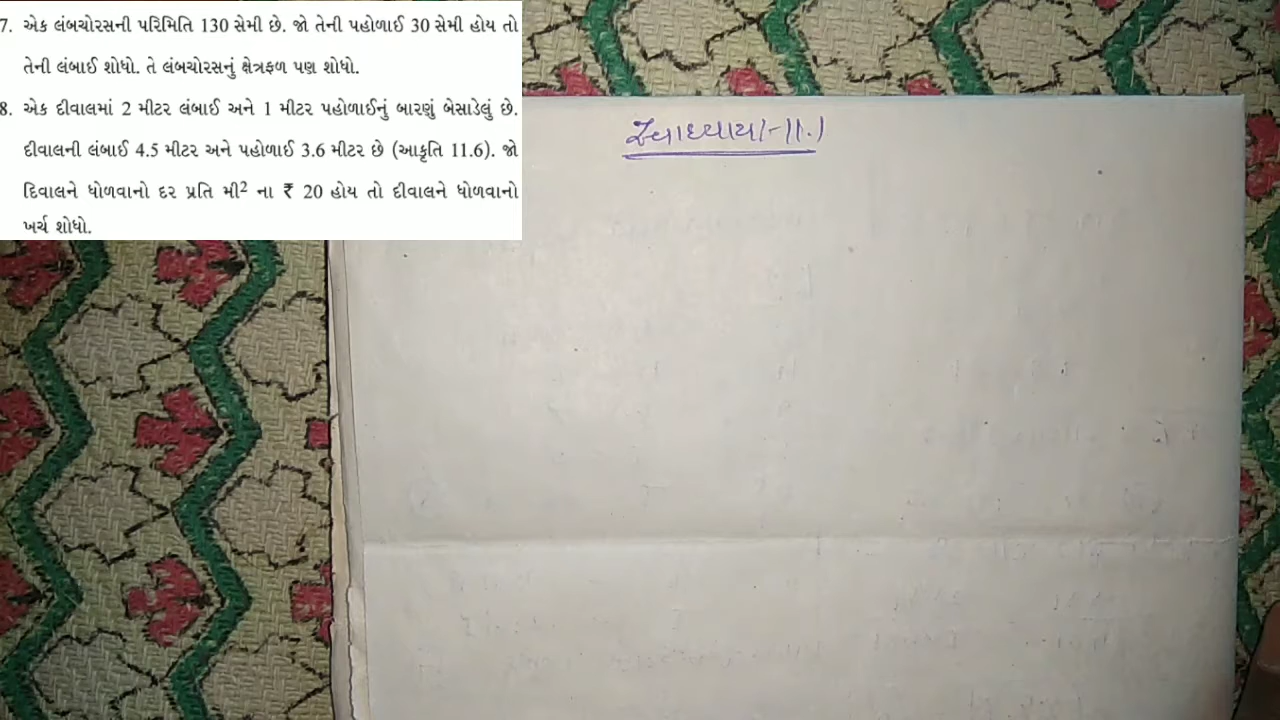 7. એક લંબચોરસની પરિમિતિ 130 સેમી છે. જો તેની પહોળાઈ 30 સેમી હોય તો
તેની લંબાઈ શોધો. તે લંબચોરસનું ક્ષેત્રફળ પણ શોધો.
8. એક દીવાલમાં 2 મીટર લંબાઈ અને 1 મીટર પહોળાઈનું બારણું બેસાડેલું છે.
દીવાલની લંબાઈ 4.5 મીટર અને પહોળાઈ 3.6 મીટર છે (આકૃતિ 11.6). જો
દિવાલને ધોળવાનો દર પ્રતિ મી2 ના ₹ 20 હોય તો દીવાલને ધોળવાનો
ખર્ચ શોધો.
સ્વાધ્યાય-11.1